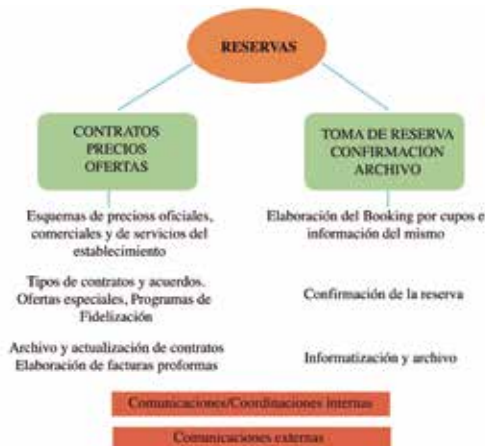 RESERVAS
CONTRATOS
PRECIOS
OFERTAS
Esquemas de precioss oficiales,
comerciales y de servicios del
establecimiento
Tipos de contratos y acuerdos.
Ofertas especiales, Programas de
Fidelización
Archivo y actualización de contratos
Elaboración de facturas proformas
TOMA DE RESERVA
CONFIRMACION
ARCHIVO
Elaboración del Booking por cupos e
información del mismo
Confirmación de la reserva
Informatización y archivo
Comunicaciones/Coordinaciones internas
Comunicaciones externas